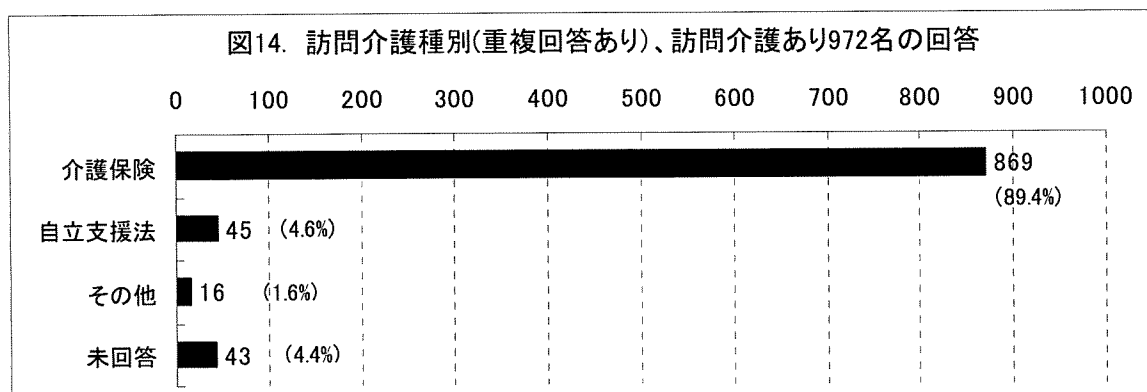 図14. 訪問介護種別(重複回答あり)、訪問介護あり972名の回答
0 100 200 300 400 500 600 700 800 900 1000
介護保険 869
(89.4%)
自立支援法 45 (4.6%)
その他 16 (1.6%)
未回答 43 (4.4%)